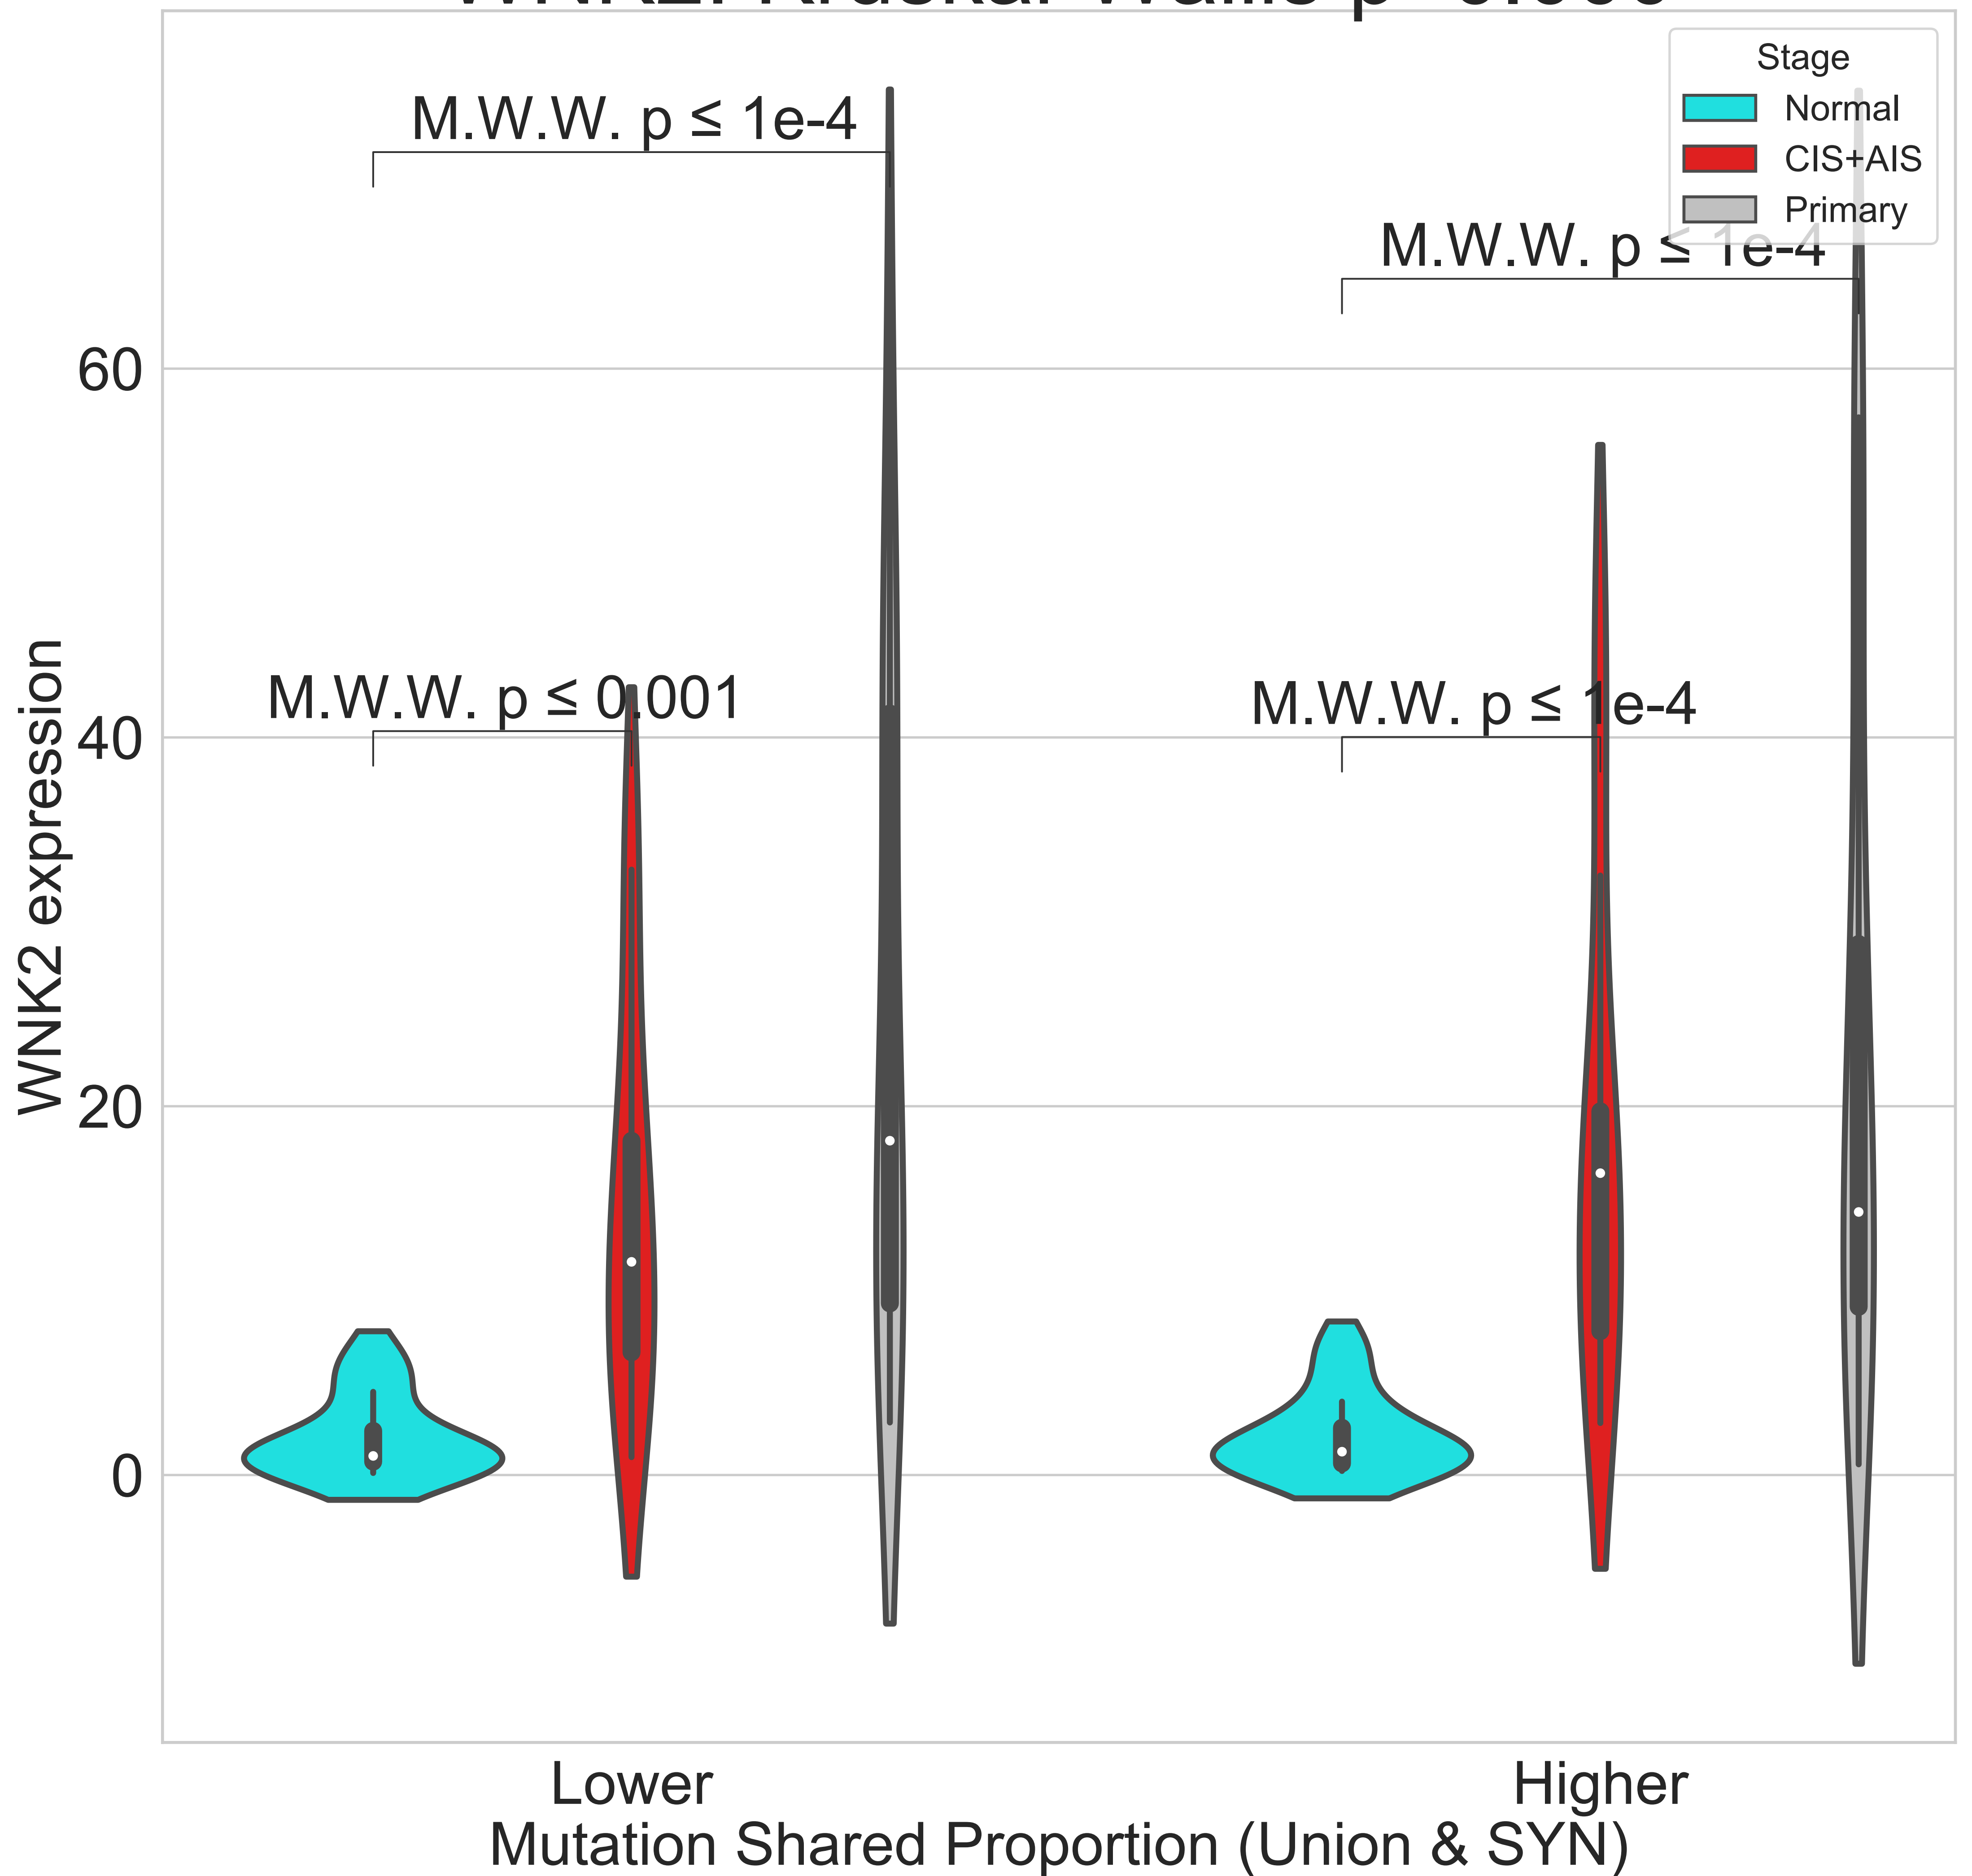 Stage
Normal
CIS+AIS
Primary
M.W.W. p ≤ 1e-4
M.W.W. p ≤ 1e-4
M.W.W. p ≤ 0.001
M.W.W. p ≤ 1e-4
60
40
20
0
WNK2 expression
Lower
Higher
Mutation Shared Proportion (Union & SYN)